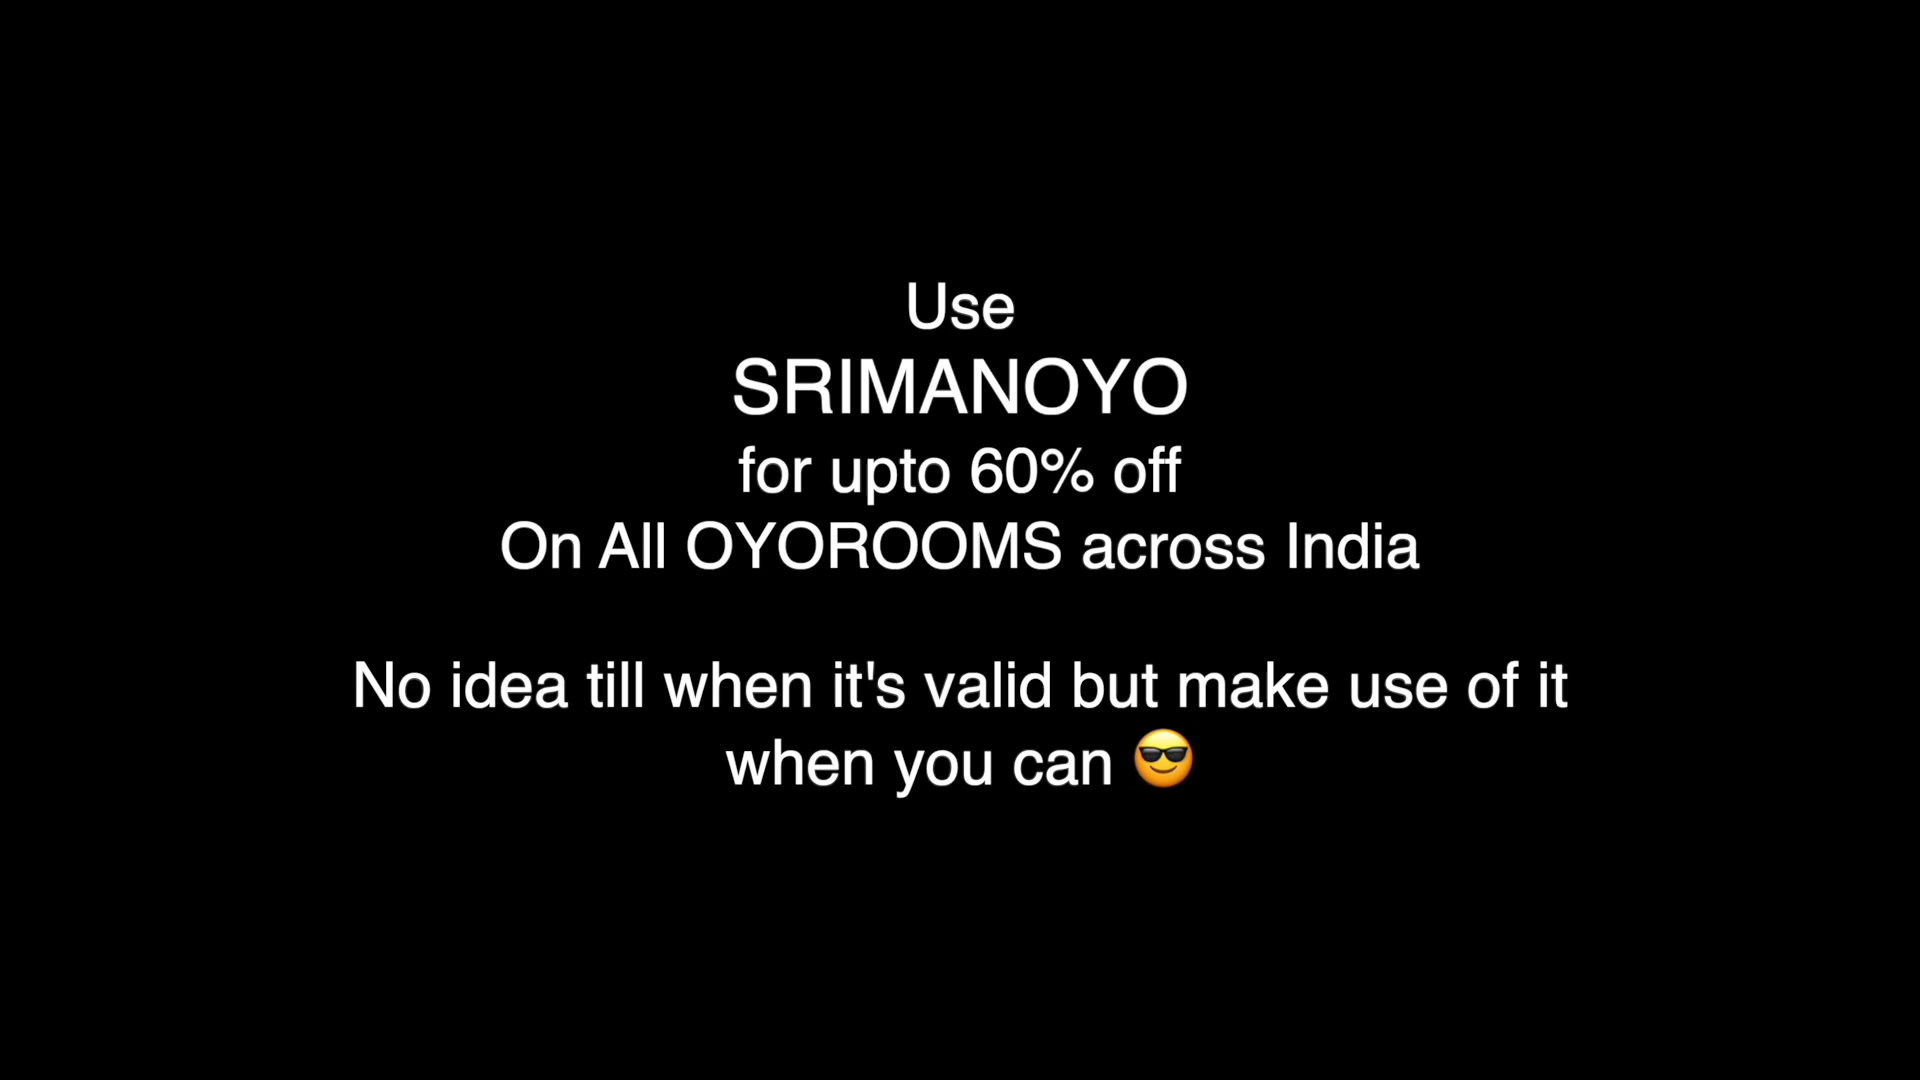 Use
SRIMANOYO
for upto 60% off
On All OYOROOMS across India
No idea till when it's valid but make use of it
when you can 😎